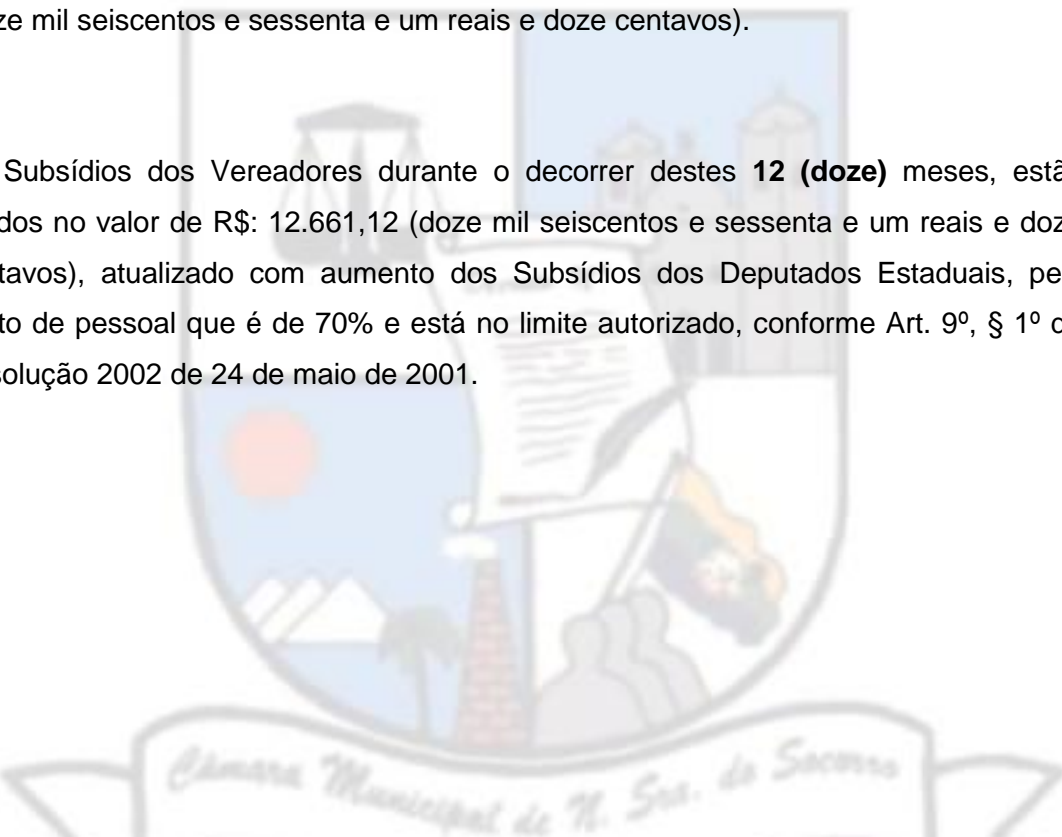 ze mil seiscentos e sessenta e um reais e doze centavos).
Subsídios dos Vereadores durante o decorrer destes 12 (doze) meses, estã
dos no valor de R$: 12.661,12 (doze mil seiscentos e sessenta e um reais e doz
tavos), atualizado com aumento dos Subsídios dos Deputados Estaduais, pe
to de pessoal que é de 70% e está no limite autorizado, conforme Art. 9º, § 1º d
solução 2002 de 24 de maio de 2001.
Câmara Municipal de N. Sra. do Socorro